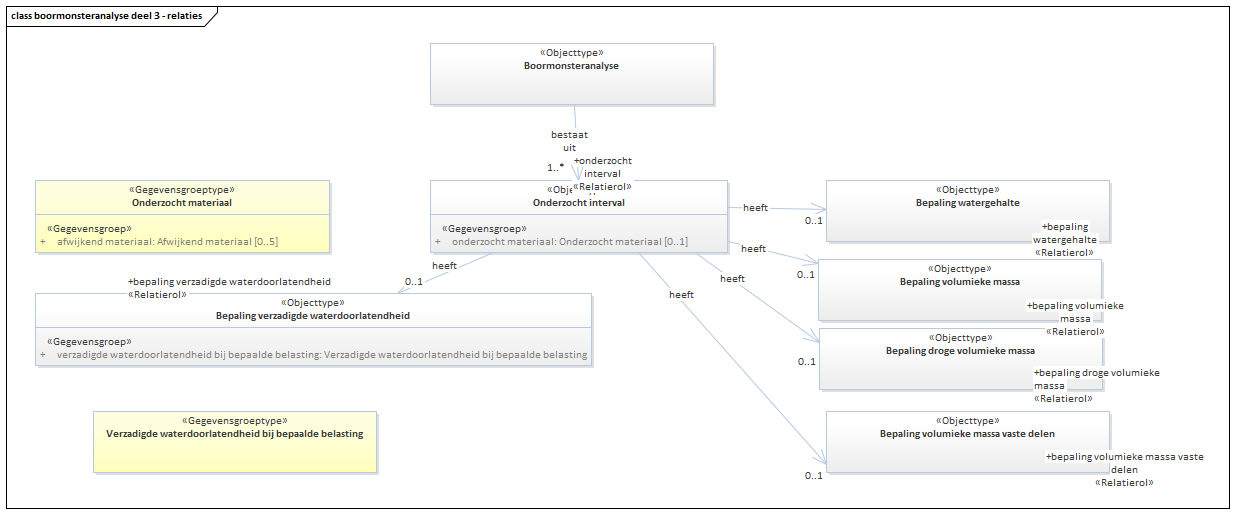 class boormonsteranalyse deel 3 - relaties
«Objecttype»
Boormonsteranalyse
bestaat
uit
1..*
+onderzocht
interval
«Relatierol»
«Gegevensgroeptype»
Onderzocht materiaal
«Gegevensgroep»
+ afwijkend materiaal: Afwijkend materiaal [0..5]
Onderzocht interval
«Gegevensgroep»
+ onderzocht materiaal: Onderzocht materiaal [0..1]
heeft
0..1
«Objecttype»
Bepaling watergehalte
+bepaling
watergehalte
«Relatierol»
heeft
0..1
«Objecttype»
Bepaling volumieke massa
+bepaling volumieke
massa
«Relatierol»
heeft
0..1
+bepaling verzadigde waterdoorlatendheid
«Relatierol»
«Objecttype»
Bepaling verzadigde waterdoorlatendheid
«Gegevensgroep»
+ verzadigde waterdoorlatendheid bij bepaalde belasting: Verzadigde waterdoorlatendheid bij bepaalde belasting
heeft
0..1
«Objecttype»
Bepaling droge volumieke massa
+bepaling droge volumieke
massa
«Relatierol»
heeft
0..1
«Objecttype»
Bepaling volumieke massa vaste delen
+bepaling volumieke massa vaste
delen
«Relatierol»
«Gegevensgroeptype»
Verzadigde waterdoorlatendheid bij bepaalde belasting